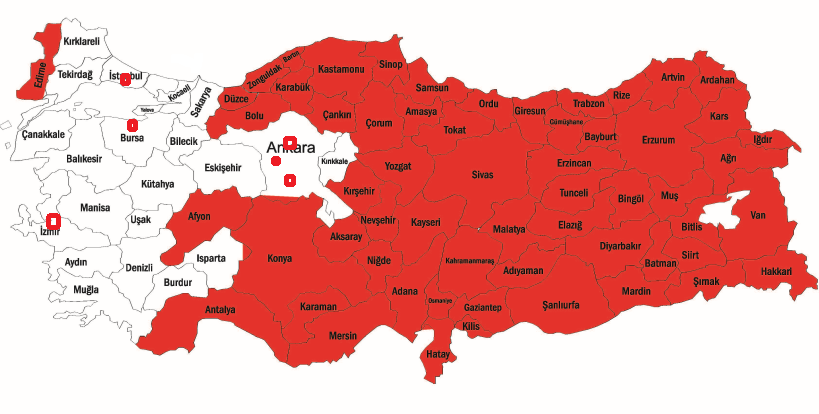 Kırklareli
Edirne
Tekirdağ
İstanbul
Kocaeli
Yalova
Sakarya
Çanakkale
Bursa
Bilecik
Balıkesir
Eskişehir
Kütahya
Manisa
Uşak
İzmir
Aydın
Denizli
Muğla
Burdur
Isparta
Afyon
Antalya
Düzce
Bolu
Zonguldak
Bartın
Karabük
Kastamonu
Sinop
Çankırı
Ankara
Kırıkkale
Çorum
Samsun
Amasya
Tokat
Ordu
Giresun
Trabzon
Rize
Gümüşhane
Bayburt
Artvin
Ardahan
Kars
Iğdır
Erzurum
Ağrı
Yozgat
Sivas
Erzincan
Kırşehir
Nevşehir
Kayseri
Aksaray
Konya
Niğde
Karaman
Mersin
Adana
Malatya
Tunceli
Bingöl
Muş
Elazığ
Kahramanmaraş
Adıyaman
Osmaniye
Gaziantep
Kilis
Hatay
Şanlıurfa
Diyarbakır
Bitlis
Van
Batman
Siirt
Mardin
Şırnak
Hakkari